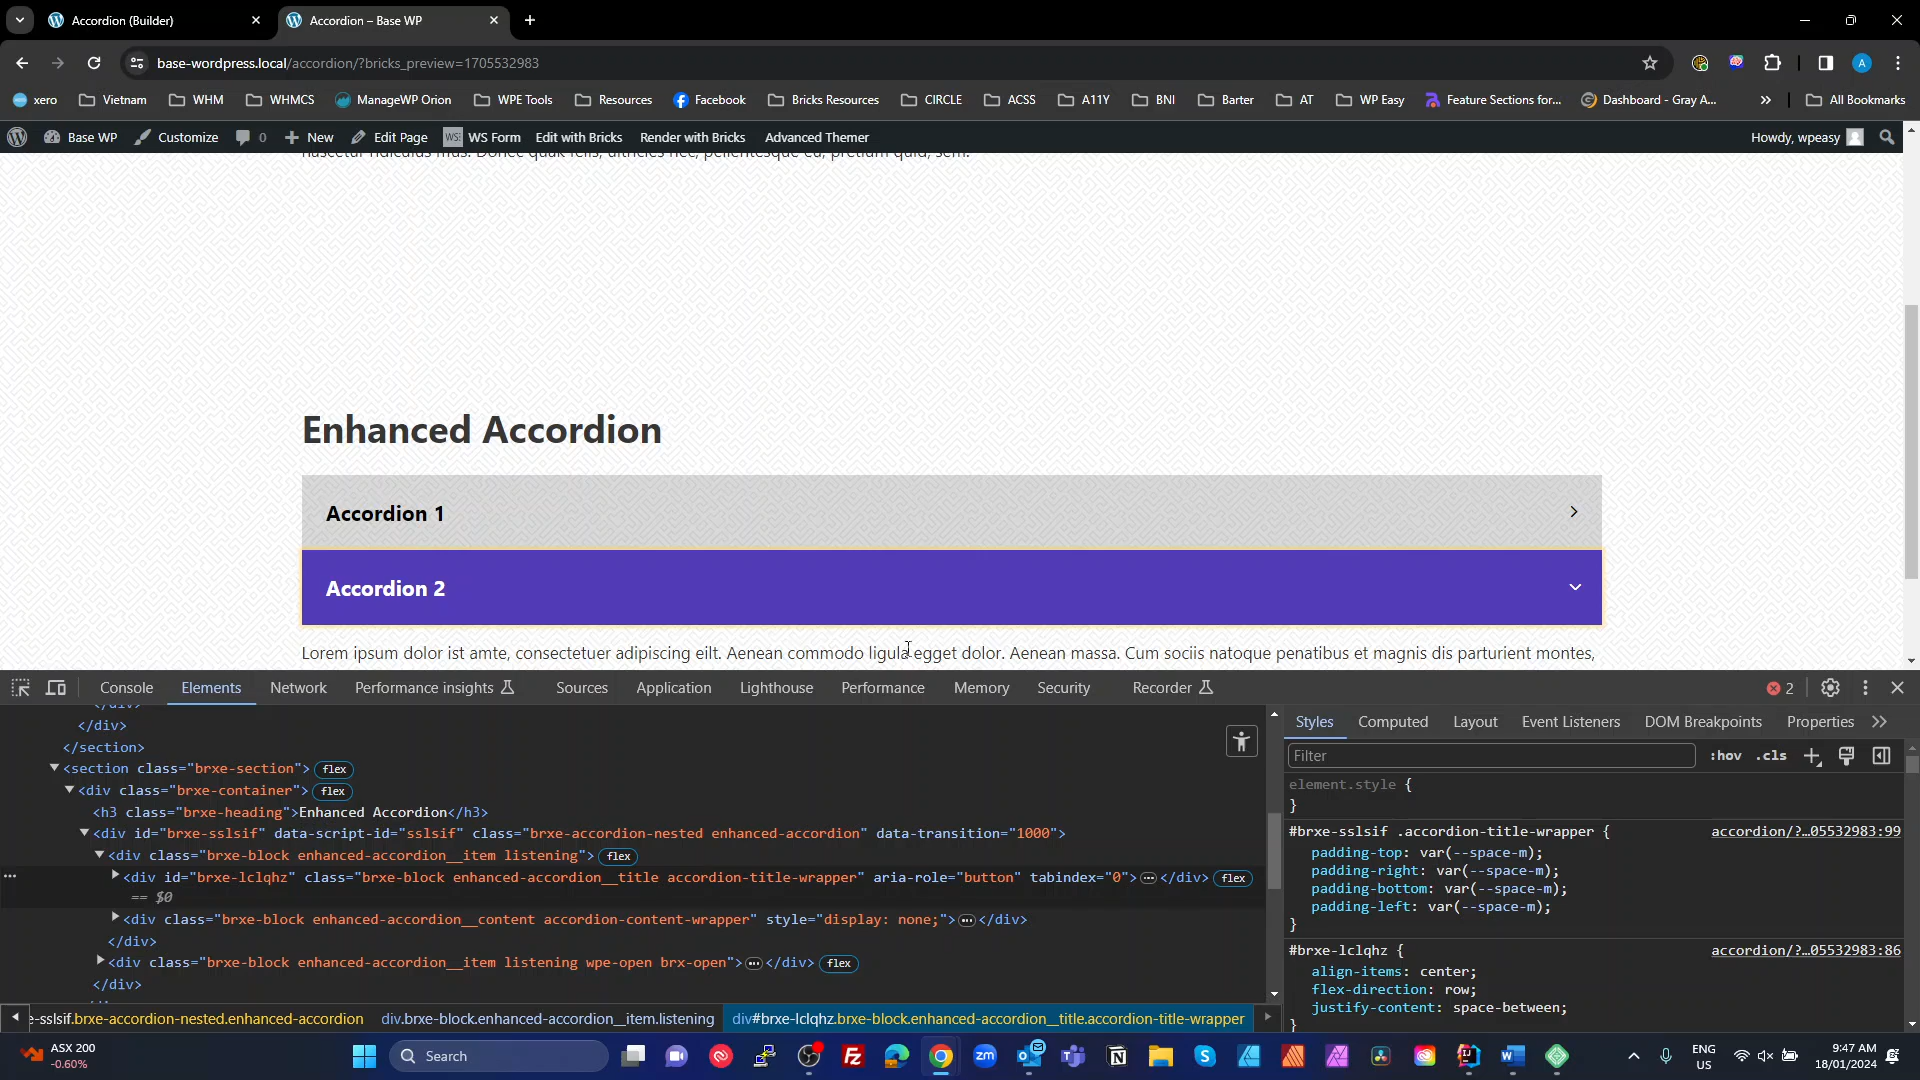 Accordion (Builder)
Accordion – Base WP
base-wordpress.local/accordion/?bricks_preview=1705532983
A
xero
Vietnam
WHM
WHMCS
ManageWP Orion
WPE Tools
Resources
Facebook
Bricks Resources
CIRCLE
ACSS
A11Y
BNI
Barter
AT
WP Easy
Feature Sections for...
Dashboard - Gray A...
All Bookmarks
Base WP
Customize
0
New
Edit Page
WS Form
Edit with Bricks
Render with Bricks
Advanced Themer
Howdy, wpeasy
nascetur ridiculus mus. Donec quak felis, ultricies nec, pellentesque eu, pretium quid, sem.
Enhanced Accordion
Accordion 1
Accordion 2
Lorem ipsum dolor ist amte, consectetuer adipiscing eilt. Aenean commodo ligula egget dolor. Aenean massa. Cum sociis natoque penatibus et magnis dis parturient montes,
Console
Elements
Network
Performance insights
Sources
Application
Lighthouse
Performance
Memory
Security
Recorder
2
</div>
</div>
</section>
<section class="brxe-section"> flex
<div class="brxe-container"> flex
<h3 class="brxe-heading">Enhanced Accordion</h3>
<div id="brxe-sslsif" data-script-id="sslsif" class="brxe-accordion-nested enhanced-accordion" data-transition="1000">
<div class="brxe-block enhanced-accordion__item listening"> flex
<div id="brxe-lclqhz" class="brxe-block enhanced-accordion__title accordion-title-wrapper" aria-role="button" tabindex="0"> … </div> flex
== $0
<div class="brxe-block enhanced-accordion__content accordion-content-wrapper" style="display: none;"> … </div>
</div>
<div class="brxe-block enhanced-accordion__item listening wpe-open brx-open"> … </div> flex
</div>
e-sslsif.brxe-accordion-nested.enhanced-accordion
div.brxe-block.enhanced-accordion__item.listening
div#brxe-lclqhz.brxe-block.enhanced-accordion__title.accordion-title-wrapper
Styles
Computed
Layout
Event Listeners
DOM Breakpoints
Properties
Filter
:hov
.cls
element.style {
}
#brxe-sslsif .accordion-title-wrapper {
accordion/?…05532983:99
padding-top: var(--space-m);
padding-right: var(--space-m);
padding-bottom: var(--space-m);
padding-left: var(--space-m);
}
#brxe-lclqhz {
accordion/?…05532983:86
align-items: center;
flex-direction: row;
justify-content: space-between;
}
ASX 200
-0.60%
Search
ENG
US
9:47 AM
18/01/2024